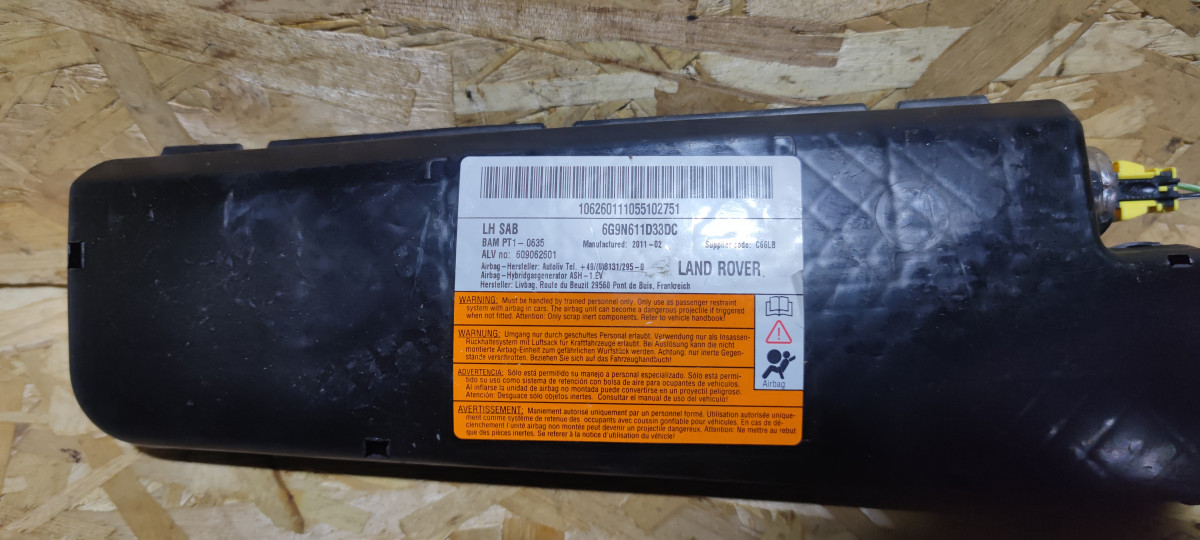 106260111055102751
LH SAB 6G9N611D33DC
BAM PT1- 0635 Manufactured: 2011-02 Supplier code: C66LB
ALV no: 609062601
Airbag-Hersteller: Autoliv Tel. +49/(0)8131/295-0
Airbag-Hybridgasgenerator ASH-1.EV
LAND ROVER
Hersteller: Livbag, Route du Beuzit 29560 Pont de Buis, Frankreich
WARNING: Must be handled by trained personnel only. Only use as passenger restraint
system with airbag in cars. The airbag unit can become a dangerous projectile if triggered
when not fitted. Attention: Only scrap inert components. Refer to vehicle handbook!
WARNUNG: Umgang nur durch geschultes Personal erlaubt. Verwendung nur als Insassen-
Rückhaltesystem mit Luftsack für Kraftfahrzeuge erlaubt. Bei Auslösung kann die nicht
montierte Airbag-Einheit zum gefährlichen Wurfstück werden. Achtung, nur inerte Gegen-
stände verschrotten. Beziehen Sie sich auf das Fahrzeughandbuch!
ADVERTENCIA: Sólo está permitido su manejo a personal especializado. Sólo está permi-
tido su uso como sistema de retención con bolsa de aire para ocupantes de vehículos.
Al inflarse la unidad de airbag no montada puede convertirse en un proyectil peligroso.
Atención: Desguace sólo objetos inertes. Consultar el manual de uso del vehículo!
AVERTISSEMENT: Maniement autorisé uniquement par un personnel formé. Utilisation autorisée unique-
ment comme système de retenue des occupants avec coussin gonflable pour véhicules. En cas de dé-
clenchement l unité airbag non montée peut devenir un projectile dangereux. Attention: Ne mettre au rebut
que des pièces inertes. Se referer à la notice d'utilisation du véhicule!
Airbag